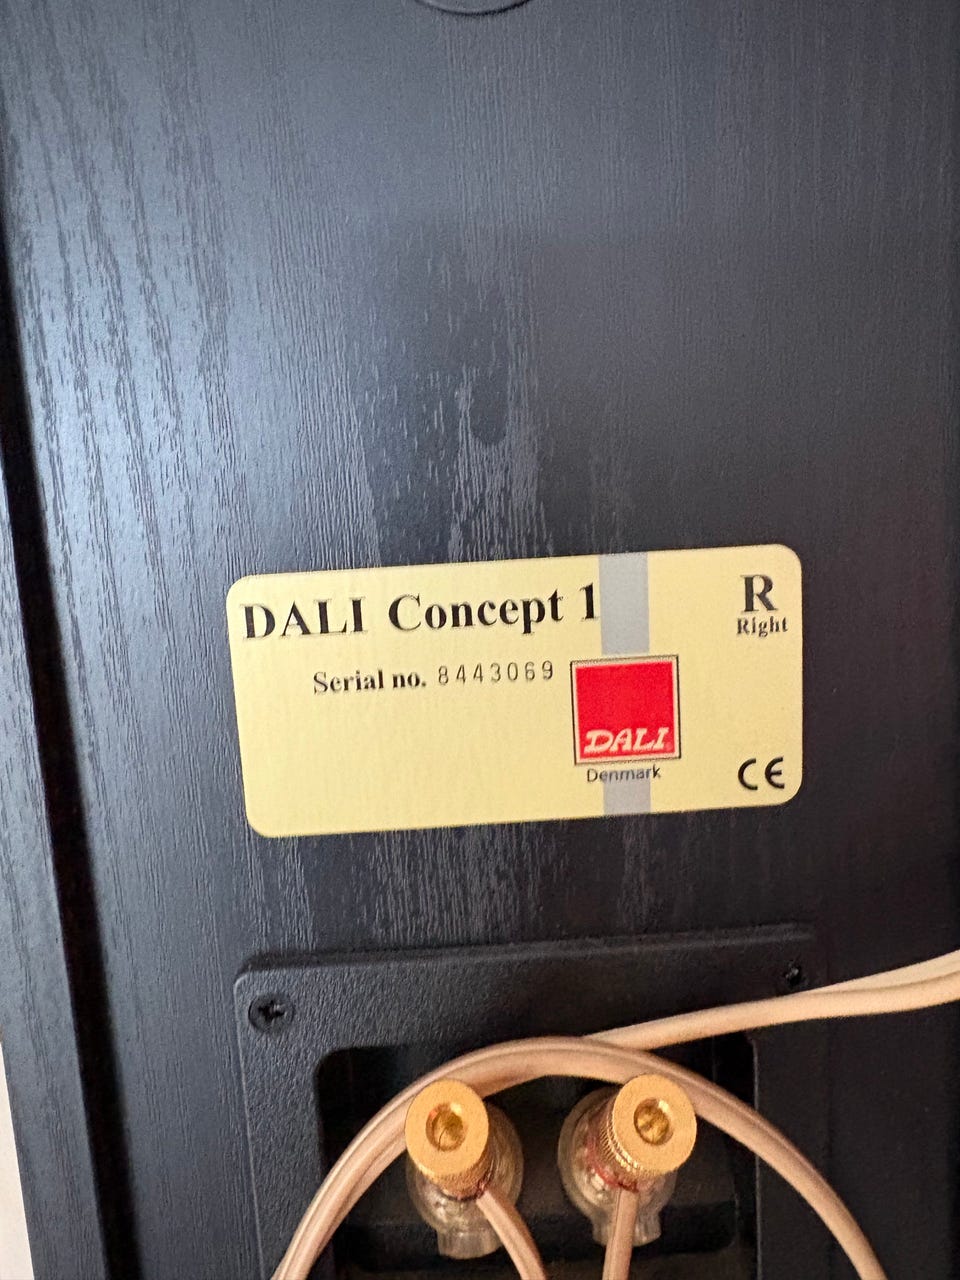 DALI Concept 1
R
Right
Serial no. 8443069
DALI
Denmark
CE